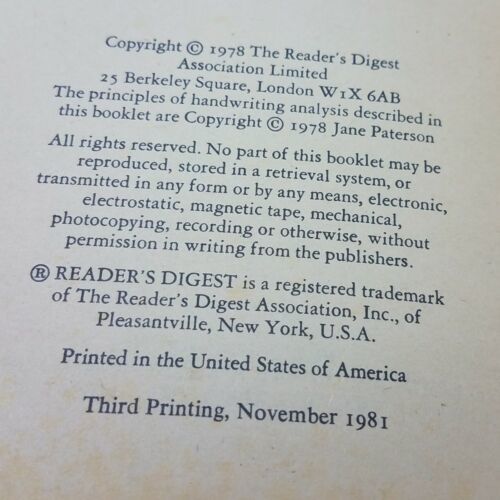 Copyright © 1978 The Reader's Digest
Association Limited
25 Berkeley Square, London W1X 6AB
The principles of handwriting analysis described in
this booklet are Copyright © 1978 Jane Paterson
All rights reserved. No part of this booklet may be
reproduced, stored in a retrieval system, or
transmitted in any form or by any means, electronic,
electrostatic, magnetic tape, mechanical,
photocopying, recording or otherwise, without
permission in writing from the publishers.
® READER'S DIGEST is a registered trademark
of The Reader's Digest Association, Inc., of
Pleasantville, New York, U.S.A.
Printed in the United States of America
Third Printing, November 1981